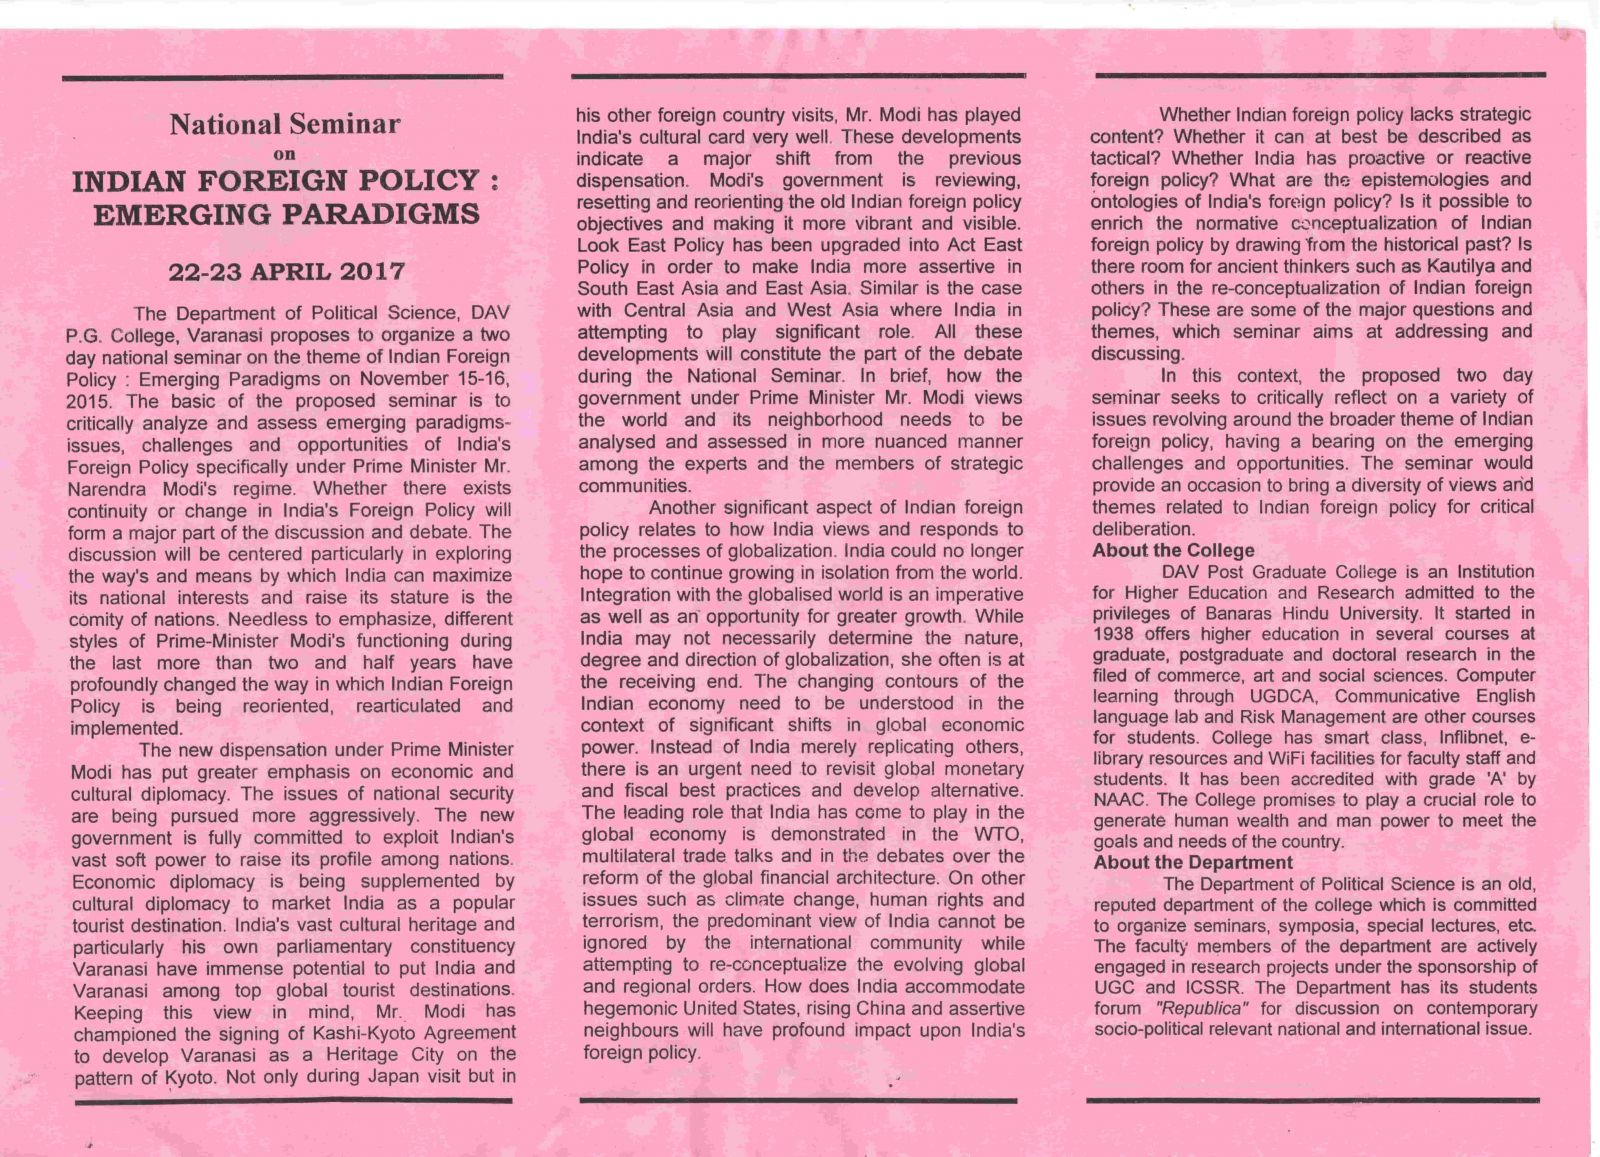 National Seminar
on
INDIAN FOREIGN POLICY :
EMERGING PARADIGMS
22-23 APRIL 2017
The Department of Political Science, DAV
P.G. College, Varanasi proposes to organize a two
day national seminar on the theme of Indian Foreign
Policy : Emerging Paradigms on November 15-16,
2015. The basic of the proposed seminar is to
critically analyze and assess emerging paradigms-
issues, challenges and opportunities of India's
Foreign Policy specifically under Prime Minister Mr.
Narendra Modi's regime. Whether there exists
continuity or change in India's Foreign Policy will
form a major part of the discussion and debate. The
discussion will be centered particularly in exploring
the way's and means by which India can maximize
its national interests and raise its stature is the
comity of nations. Needless to emphasize, different
styles of Prime-Minister Modi's functioning during
the last more than two and half years have
profoundly changed the way in which Indian Foreign
Policy is being reoriented, rearticulated and
implemented.
The new dispensation under Prime Minister
Modi has put greater emphasis on economic and
cultural diplomacy. The issues of national security
are being pursued more aggressively. The new
government is fully committed to exploit Indian's
vast soft power to raise its profile among nations.
Economic diplomacy is being supplemented by
cultural diplomacy to market India as a popular
tourist destination. India's vast cultural heritage and
particularly his own parliamentary constituency
Varanasi have immense potential to put India and
Varanasi among top global tourist destinations.
Keeping this view in mind, Mr. Modi has
championed the signing of Kashi-Kyoto Agreement
to develop Varanasi as a Heritage City on the
pattern of Kyoto. Not only during Japan visit but in
his other foreign country visits, Mr. Modi has played
India's cultural card very well. These developments
indicate a major shift from the previous
dispensation. Modi's government is reviewing,
resetting and reorienting the old Indian foreign policy
objectives and making it more vibrant and visible.
Look East Policy has been upgraded into Act East
Policy in order to make India more assertive in
South East Asia and East Asia. Similar is the case
with Central Asia and West Asia where India in
attempting to play significant role. All these
developments will constitute the part of the debate
during the National Seminar. In brief, how the
government under Prime Minister Mr. Modi views
the world and its neighborhood needs to be
analysed and assessed in more nuanced manner
among the experts and the members of strategic
communities.
Another significant aspect of Indian foreign
policy relates to how India views and responds to
the processes of globalization. India could no longer
hope to continue growing in isolation from the world.
Integration with the globalised world is an imperative
as well as an opportunity for greater growth. While
India may not necessarily determine the nature,
degree and direction of globalization, she often is at
the receiving end. The changing contours of the
Indian economy need to be understood in the
context of significant shifts in global economic
power. Instead of India merely replicating others,
there is an urgent need to revisit global monetary
and fiscal best practices and develop alternative.
The leading role that India has come to play in the
global economy is demonstrated in the WTO,
multilateral trade talks and in the debates over the
reform of the global financial architecture. On other
issues such as climate change, human rights and
terrorism, the predominant view of India cannot be
ignored by the international community while
attempting to re-conceptualize the evolving global
and regional orders. How does India accommodate
hegemonic United States, rising China and assertive
neighbours will have profound impact upon India's
foreign policy.
Whether Indian foreign policy lacks strategic
content? Whether it can at best be described as
tactical? Whether India has proactive or reactive
foreign policy? What are the epistemologies and
ontologies of India's foreign policy? Is it possible to
enrich the normative conceptualization of Indian
foreign policy by drawing from the historical past? Is
there room for ancient thinkers such as Kautilya and
others in the re-conceptualization of Indian foreign
policy? These are some of the major questions and
themes, which seminar aims at addressing and
discussing.
In this context, the proposed two day
seminar seeks to critically reflect on a variety of
issues revolving around the broader theme of Indian
foreign policy, having a bearing on the emerging
challenges and opportunities. The seminar would
provide an occasion to bring a diversity of views and
themes related to Indian foreign policy for critical
deliberation.
About the College
DAV Post Graduate College is an Institution
for Higher Education and Research admitted to the
privileges of Banaras Hindu University. It started in
1938 offers higher education in several courses at
graduate, postgraduate and doctoral research in the
filed of commerce, art and social sciences. Computer
learning through UGDCA, Communicative English
language lab and Risk Management are other courses
for students. College has smart class, Inflibnet, e-
library resources and WiFi facilities for faculty staff and
students. It has been accredited with grade 'A' by
NAAC. The College promises to play a crucial role to
generate human wealth and man power to meet the
goals and needs of the country.
About the Department
The Department of Political Science is an old,
reputed department of the college which is committed
to organize seminars, symposia, special lectures, etc.
The faculty members of the department are actively
engaged in research projects under the sponsorship of
UGC and ICSSR. The Department has its students
forum "Republica" for discussion on contemporary
socio-political relevant national and international issue.